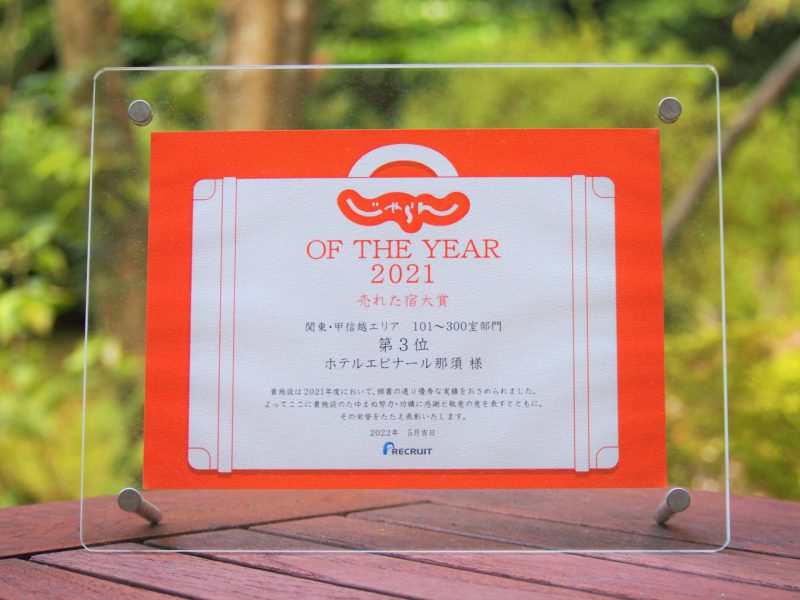 じゃらん
OF THE YEAR
2021
売れた宿大賞
関東・甲信越エリア 101～300室部門
第3位
ホテルエピナール那須 様
貴施設は2021年度において、頭書の通り優秀な実績をおさめられました。
よってここに貴施設のたゆまぬ努力・功績に感謝と敬意の意を表すとともに、
その栄誉をたたえ表彰いたします。
2022年 5月吉日
RECRUIT